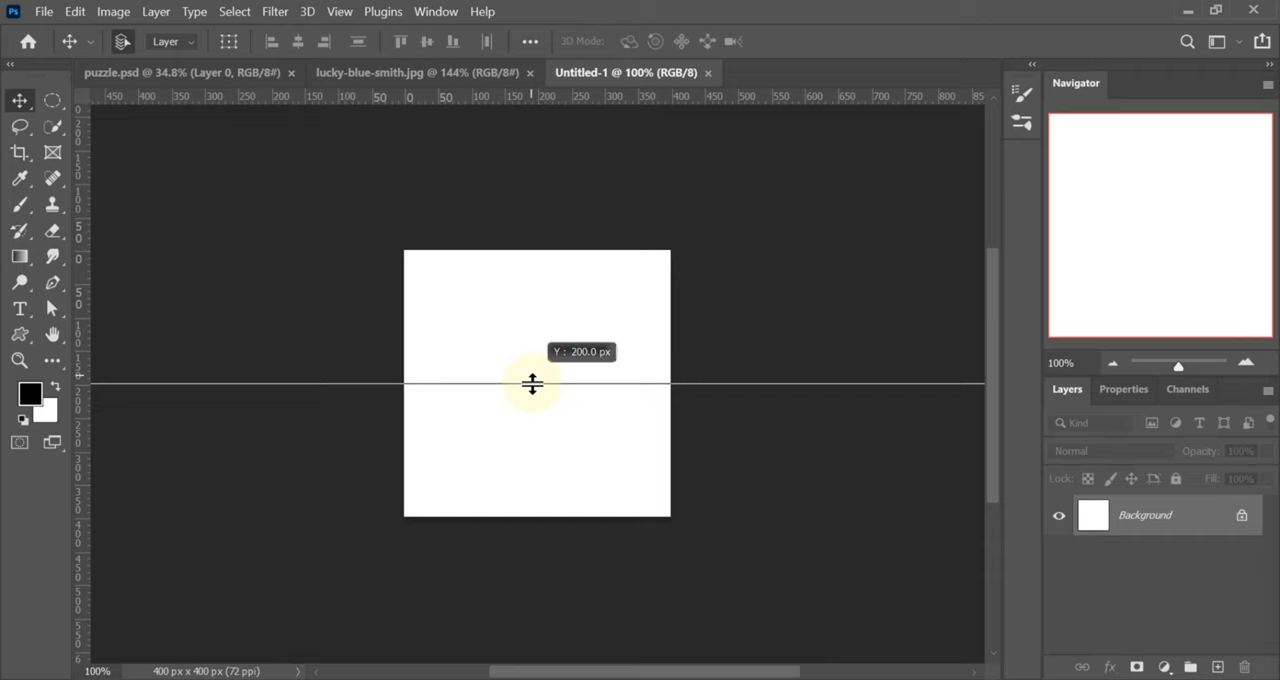 Ps File Edit Image Layer Type Select Filter 3D View Plugins Window Help
Layer 3D Mode:
puzzle.psd @ 34.8% (Layer 0, RGB/8#) × lucky-blue-smith.jpg @ 144% (RGB/8#) × Untitled-1 @ 100% (RGB/8) ×
450 400 350 300 250 200 150 100 50 0 50 100 150 200 250 300 350 400 450 500 550 600 650 700 750 800 850
Navigator
Y : 200.0 px
100%
Layers Properties Channels
Kind
Normal Opacity: 100%
Lock: Fill: 100%
Background
fx
100% 400 px x 400 px (72 ppi)